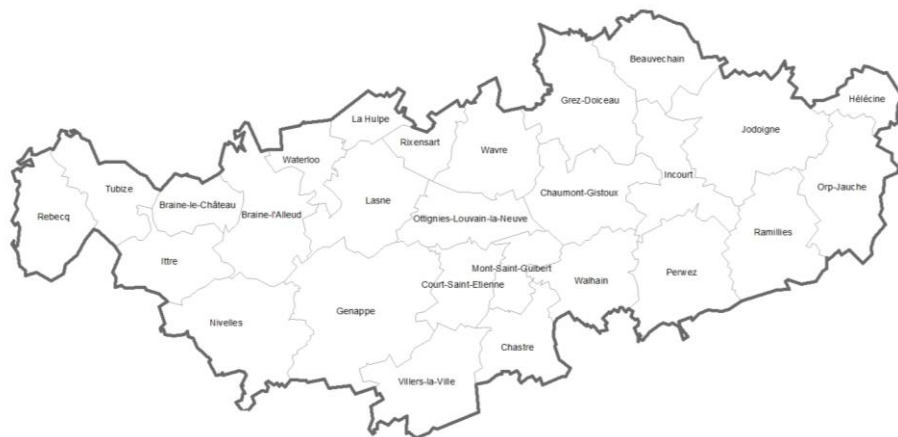 Beauvechain
Grez-Doiceau
Hélécine
La Hulpe
Jodoigne
Rixensart
Wavre
Waterloo
Incourt
Tubize
Orp-Jauche
Chaumont-Gistoux
Lasne
Braine-le-Château
Rebecq
Braine-l'Alleud
Ottignies-Louvain-la-Neuve
Ramillies
Ittre
Mont-Saint-Guibert
Perwez
Court-Saint-Etienne
Walhain
Genappe
Nivelles
Chastre
Villers-la-Ville